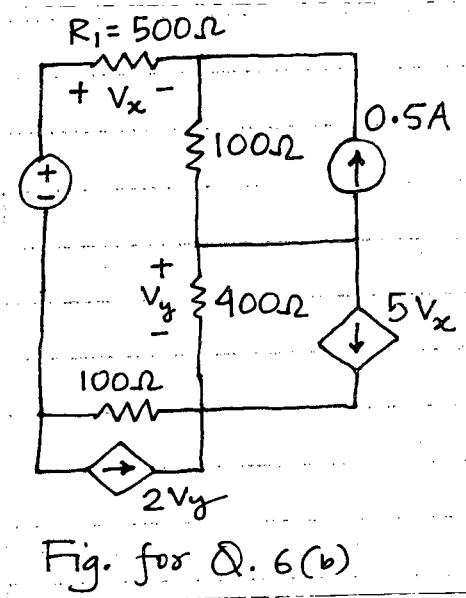 R₁ = 500Ω
+ Vₓ -
0.5A
100Ω
+
-
+
Vy
-
400Ω
5Vₓ
100Ω
2Vy
Fig. for Q. 6(b)